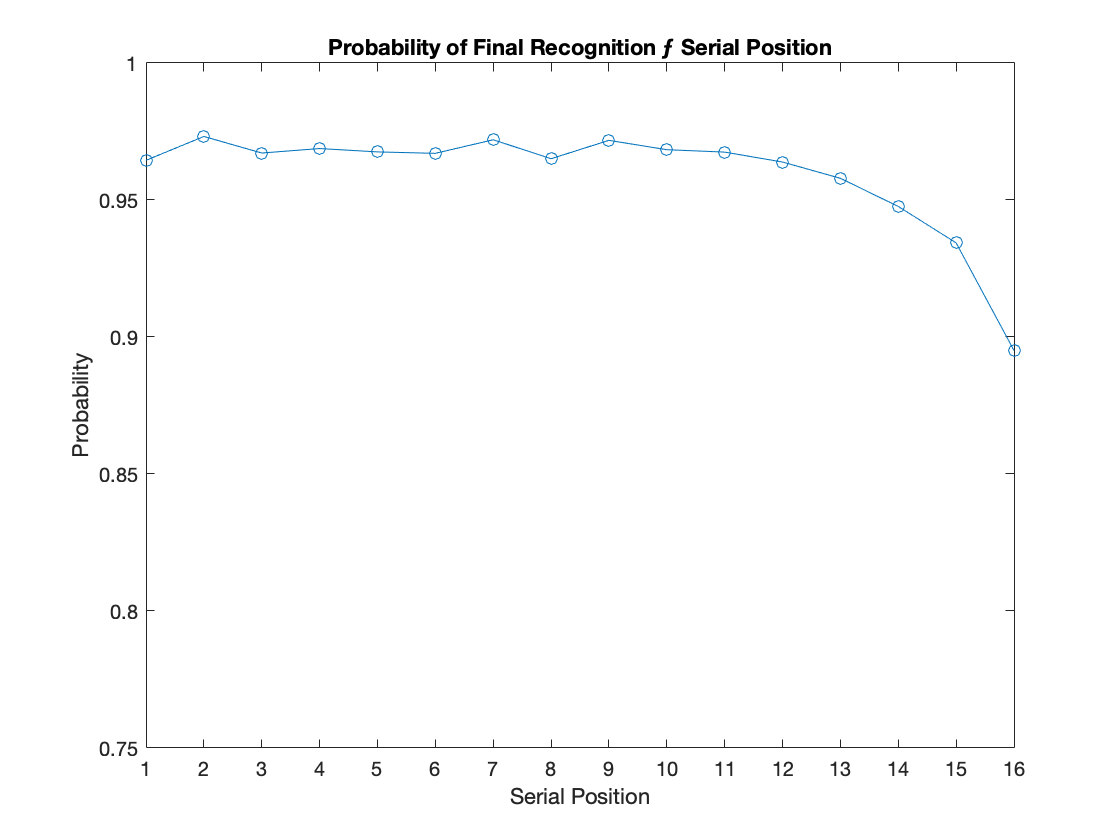 Probability of Final Recognition ƒ Serial Position
1
0.95
0.9
0.85
0.8
0.75
Probability
1 2 3 4 5 6 7 8 9 10 11 12 13 14 15 16
Serial Position